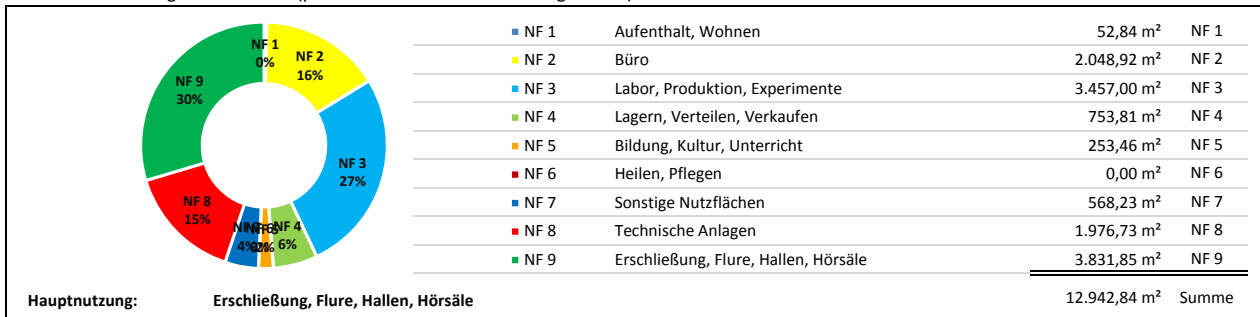 NF 1
0%
NF 2
16%
NF 3
27%
NF 4
6%
4%
NF 8
15%
NF 9
30%
NF 1 Aufenthalt, Wohnen 52,84 m² NF 1
NF 2 Büro 2.048,92 m² NF 2
NF 3 Labor, Produktion, Experimente 3.457,00 m² NF 3
NF 4 Lagern, Verteilen, Verkaufen 753,81 m² NF 4
NF 5 Bildung, Kultur, Unterricht 253,46 m² NF 5
NF 6 Heilen, Pflegen 0,00 m² NF 6
NF 7 Sonstige Nutzflächen 568,23 m² NF 7
NF 8 Technische Anlagen 1.976,73 m² NF 8
NF 9 Erschließung, Flure, Hallen, Hörsäle 3.831,85 m² NF 9
Hauptnutzung: Erschließung, Flure, Hallen, Hörsäle 12.942,84 m² Summe